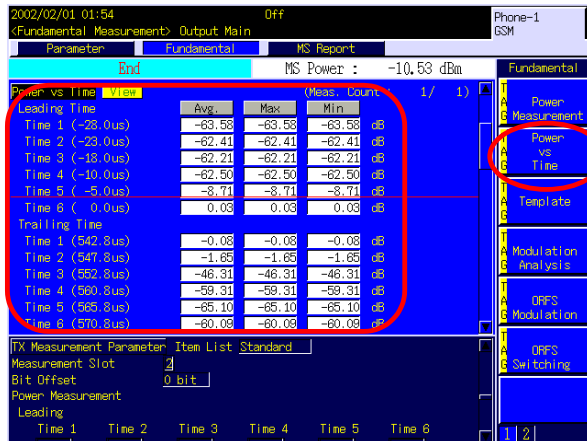 2002/02/01 01:54 Off Phone-1
<Fundamental Measurement> Output Main GSM
Parameter Fundamental MS Report
End MS Power : -10.53 dBm Fundamental
Power vs Time View (Meas. Count : 1/ 1)
Leading Time Avg. Max Min
Time 1 (-28.0us) -63.58 -63.58 -63.58 dB
Time 2 (-23.0us) -62.41 -62.41 -62.41 dB
Time 3 (-18.0us) -62.21 -62.21 -62.21 dB
Time 4 (-10.0us) -62.50 -62.50 -62.50 dB
Time 5 ( -5.0us) -8.71 -8.71 -8.71 dB
Time 6 ( 0.0us) 0.03 0.03 0.03 dB
Trailing Time
Time 1 (542.8us) -0.08 -0.08 -0.08 dB
Time 2 (547.8us) -1.65 -1.65 -1.65 dB
Time 3 (552.8us) -46.31 -46.31 -46.31 dB
Time 4 (560.8us) -59.31 -59.31 -59.31 dB
Time 5 (565.8us) -65.10 -65.10 -65.10 dB
Time 6 (570.8us) -60.09 -60.09 -60.09 dB
TX Measurement Parameter Item List Standard
Measurement Slot 2
Bit Offset 0 bit
Power Measurement
Leading
Time 1 Time 2 Time 3 Time 4 Time 5 Time 6
TAG Power
Measurement
TAG Power
vs
Time
TAG Template
TAG Modulation
Analysis
TAG ORFS
Modulation
TAG ORFS
Switching
1 2